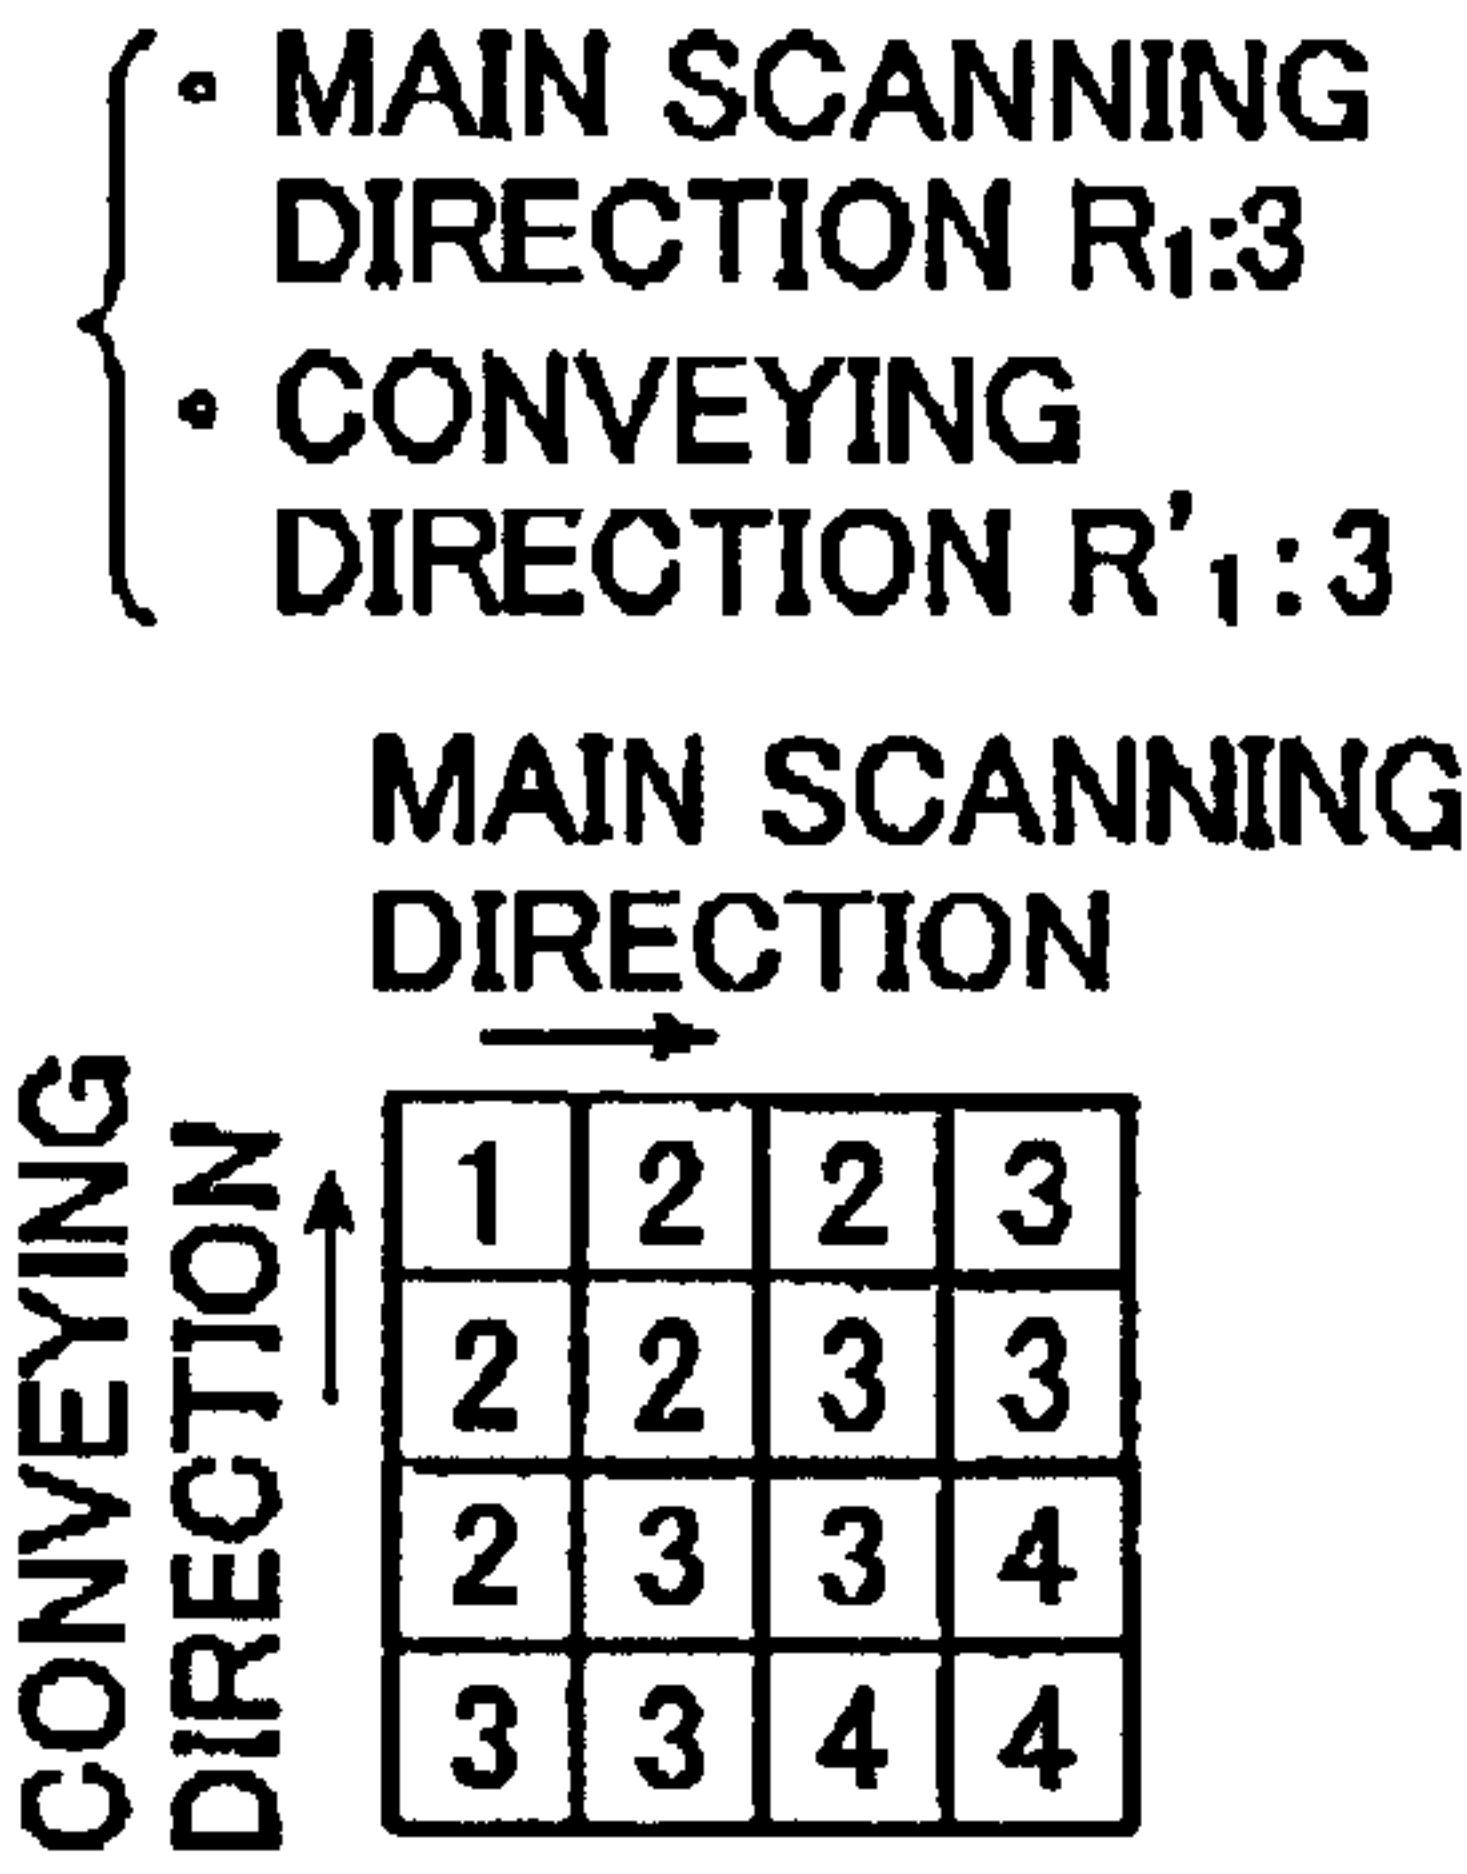 • MAIN SCANNING
DIRECTION R₁:3
• CONVEYING
DIRECTION R'₁:3
MAIN SCANNING
DIRECTION
CONVEYING
DIRECTION
1 2 2 3
2 2 3 3
2 3 3 4
3 3 4 4